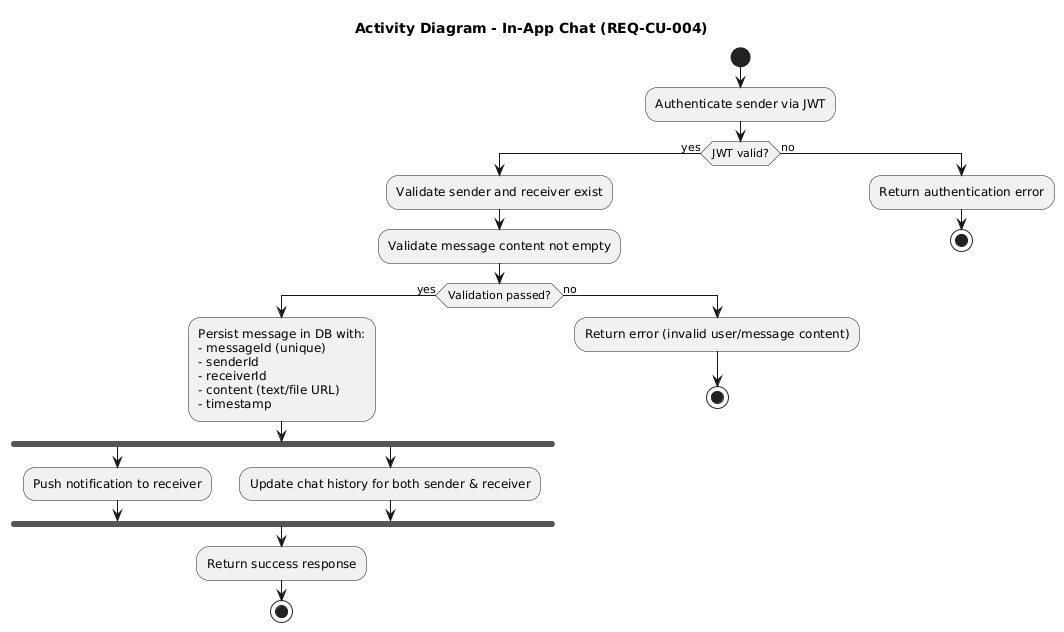 Activity Diagram - In-App Chat (REQ-CU-004)
Authenticate sender via JWT
yes
JWT valid?
no
Validate sender and receiver exist
Return authentication error
Validate message content not empty
yes
Validation passed?
no
Persist message in DB with:
- messageId (unique)
- senderId
- receiverId
- content (text/file URL)
- timestamp
Return error (invalid user/message content)
Push notification to receiver
Update chat history for both sender & receiver
Return success response